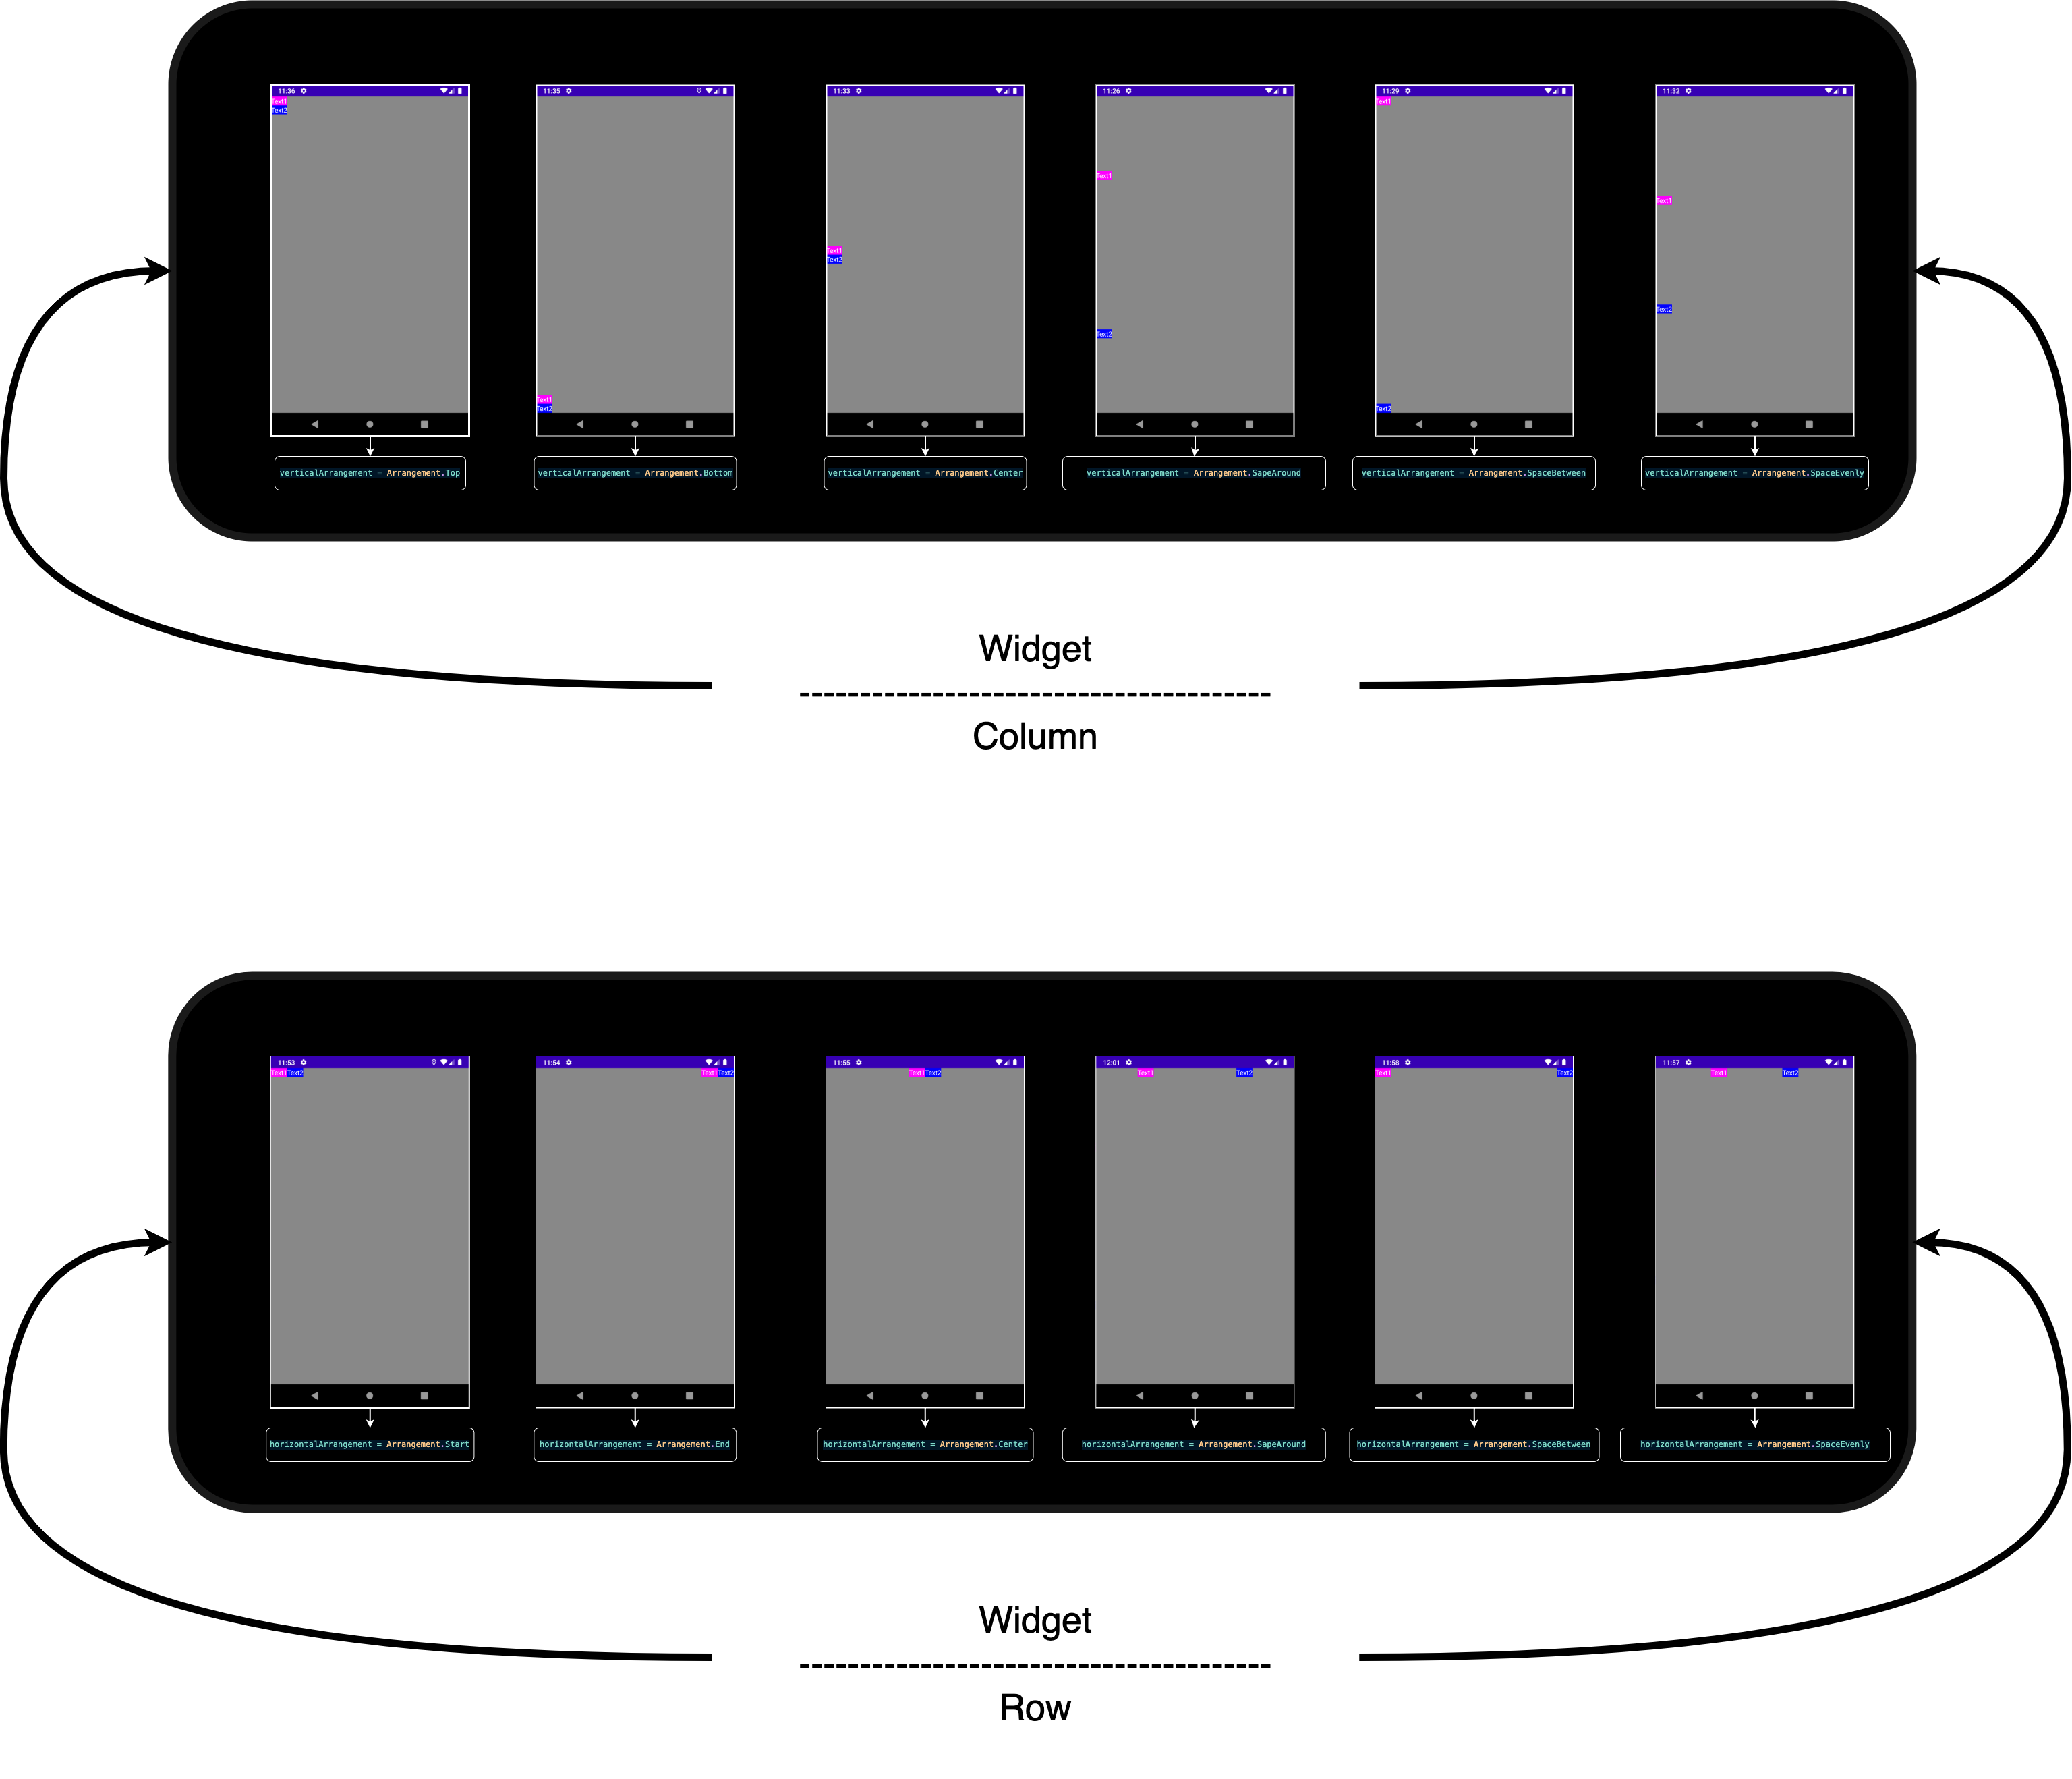 11:36
Text1
Text2
11:35
Text1
Text2
11:33
Text1
Text2
11:26
Text1
Text2
11:29
Text1
Text2
11:32
Text1
Text2
verticalArrangement = Arrangement.Top
verticalArrangement = Arrangement.Bottom
verticalArrangement = Arrangement.Center
verticalArrangement = Arrangement.SapeAround
verticalArrangement = Arrangement.SpaceBetween
verticalArrangement = Arrangement.SpaceEvenly
Widget
Column
11:53
Text1 Text2
11:54
Text1 Text2
11:55
Text1 Text2
12:01
Text1 Text2
11:58
Text1 Text2
11:57
Text1 Text2
horizontalArrangement = Arrangement.Start
horizontalArrangement = Arrangement.End
horizontalArrangement = Arrangement.Center
horizontalArrangement = Arrangement.SapeAround
horizontalArrangement = Arrangement.SpaceBetween
horizontalArrangement = Arrangement.SpaceEvenly
Widget
Row